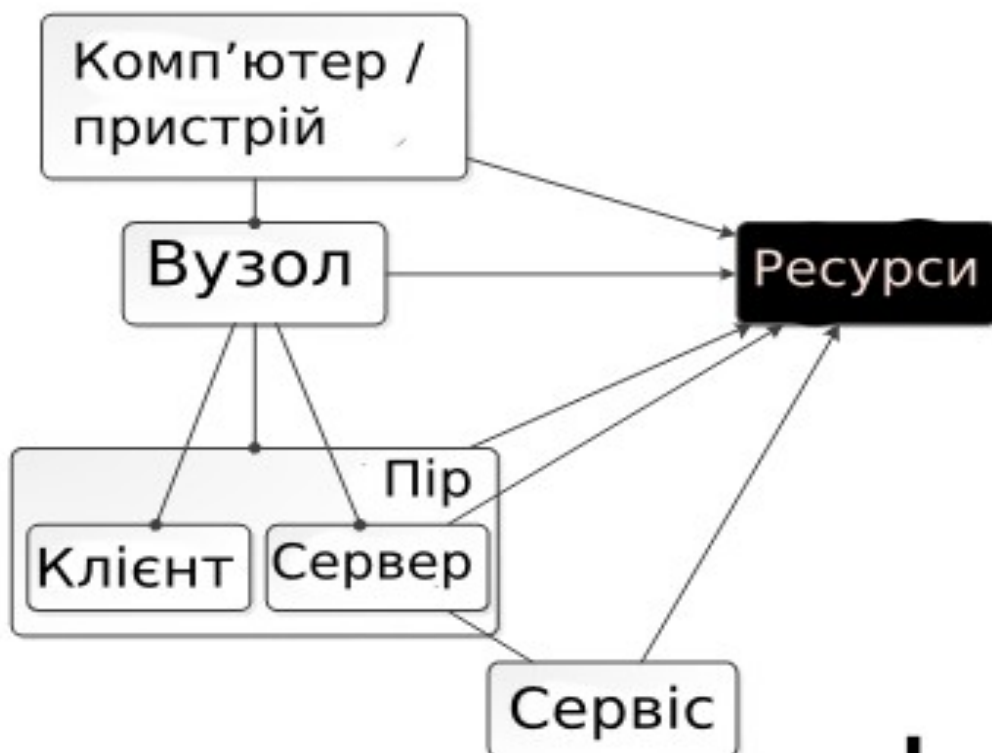 Комп’ютер /
пристрій
Вузол
Ресурси
Пір
Клієнт
Сервер
Сервіс